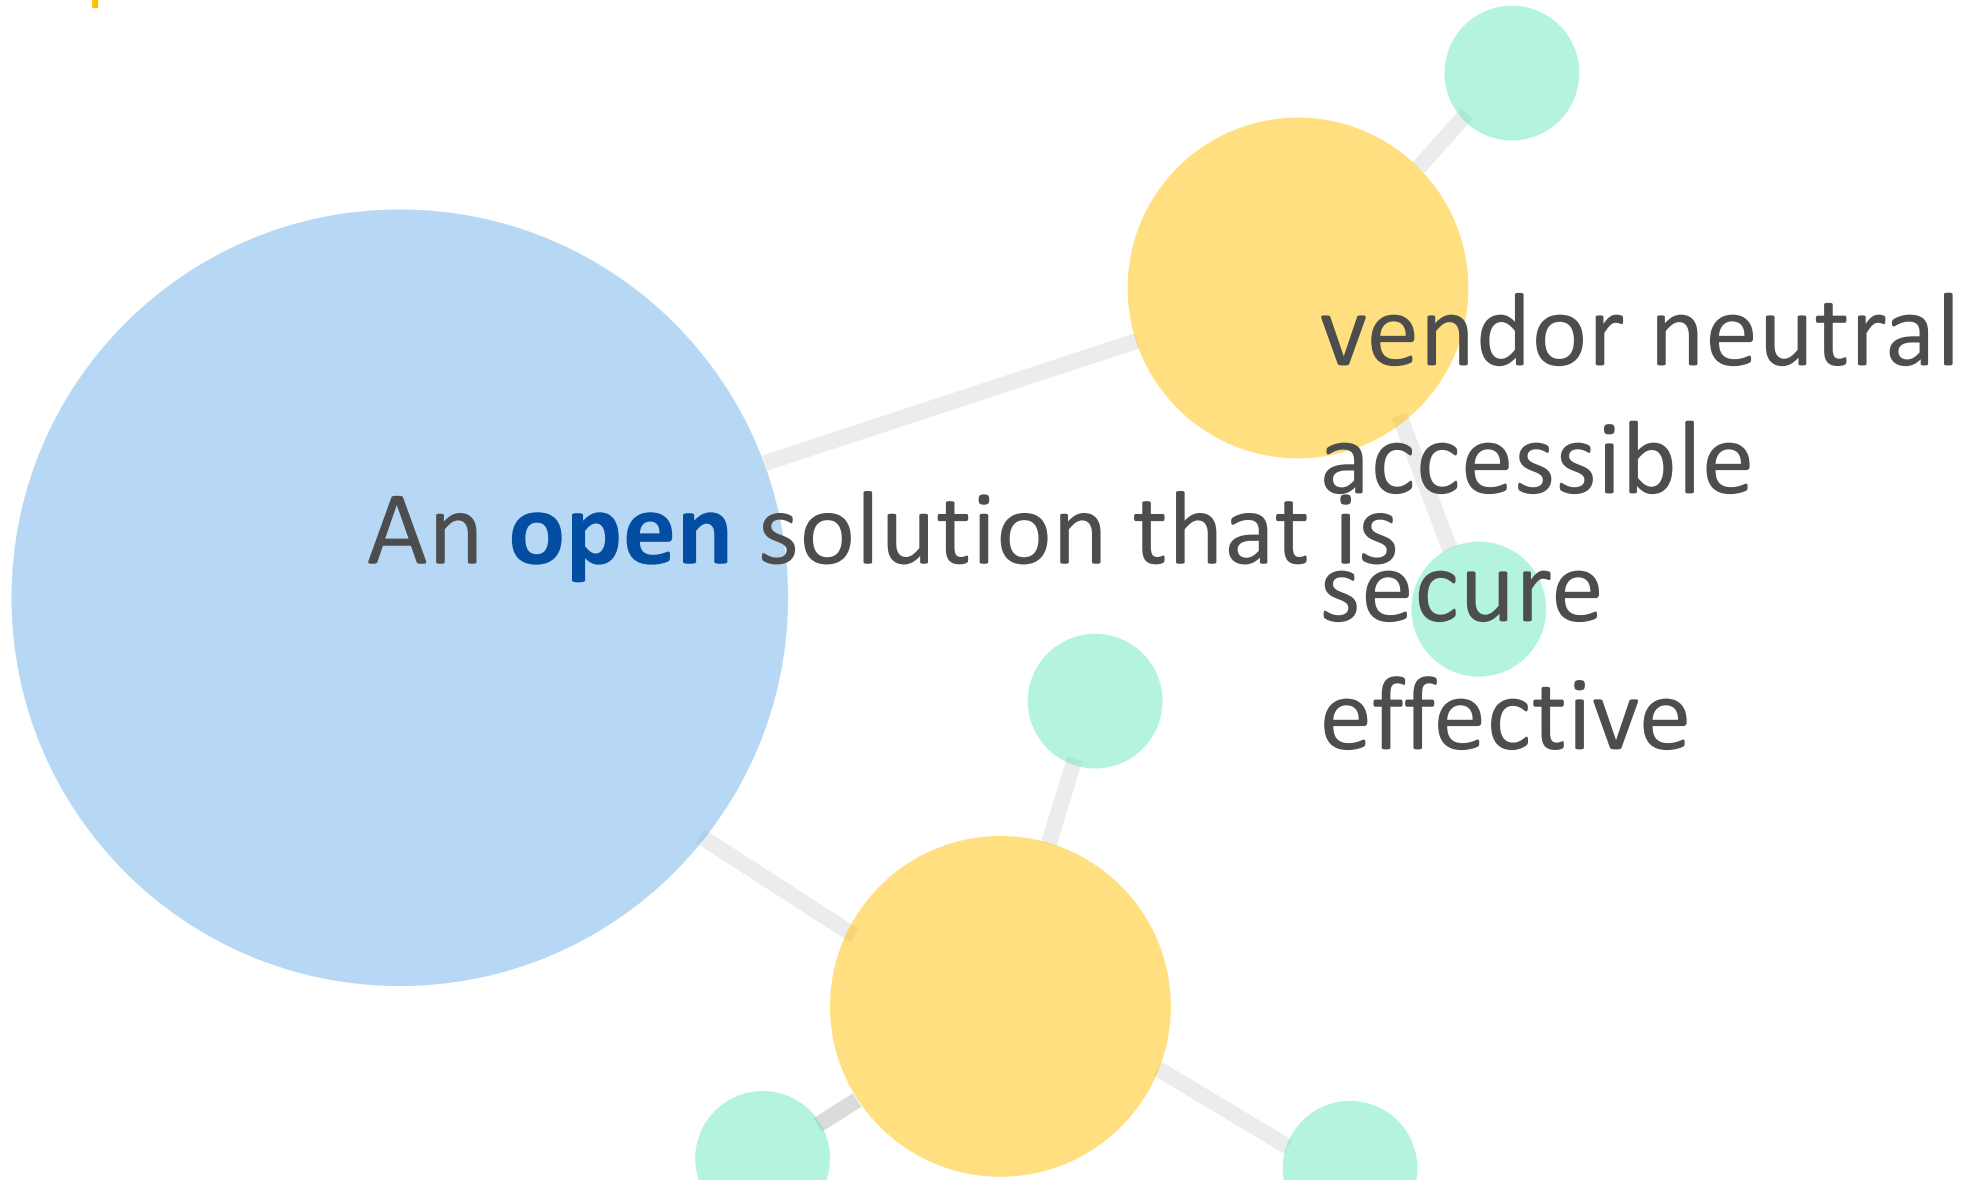 An open solution that is
vendor neutral
accessible
secure
effective